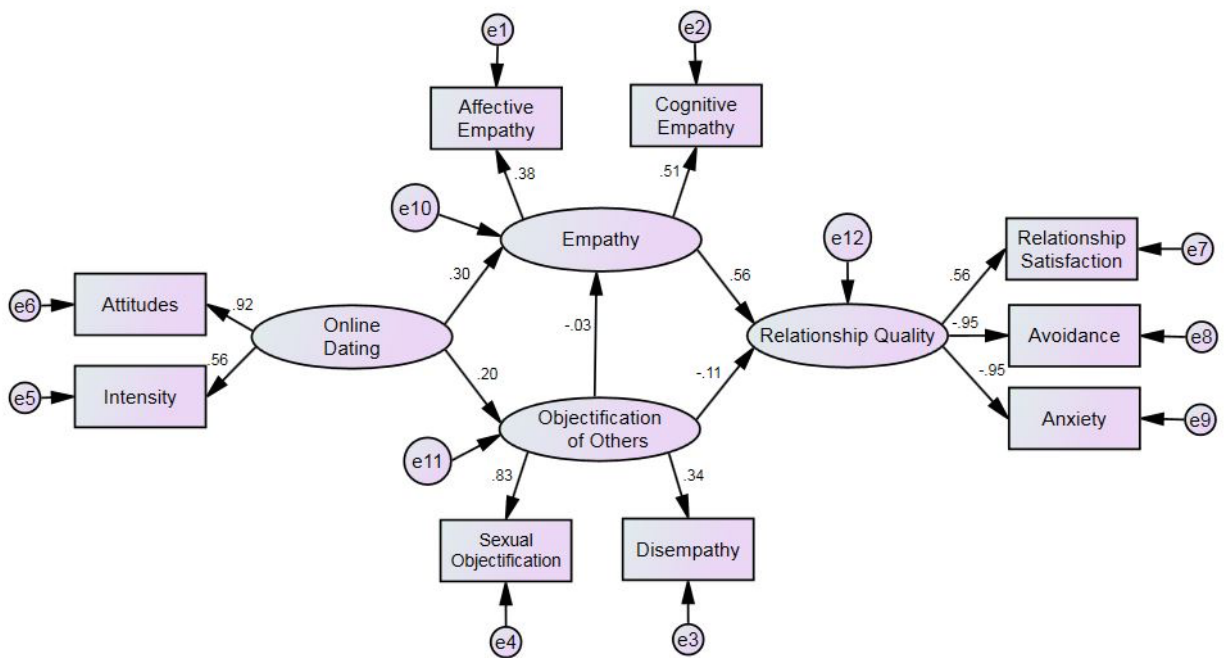 e1
e2
Affective
Empathy
Cognitive
Empathy
.38
.51
e10
Empathy
e12
Relationship
Satisfaction
e7
e6
Attitudes
.92
.30
.56
.56
Online
Dating
-.03
Relationship Quality
-.95
Avoidance
e8
.56
e5
Intensity
.20
-.11
-.95
Anxiety
e9
Objectification
of Others
e11
.83
.34
Sexual
Objectification
Disempathy
e4
e3